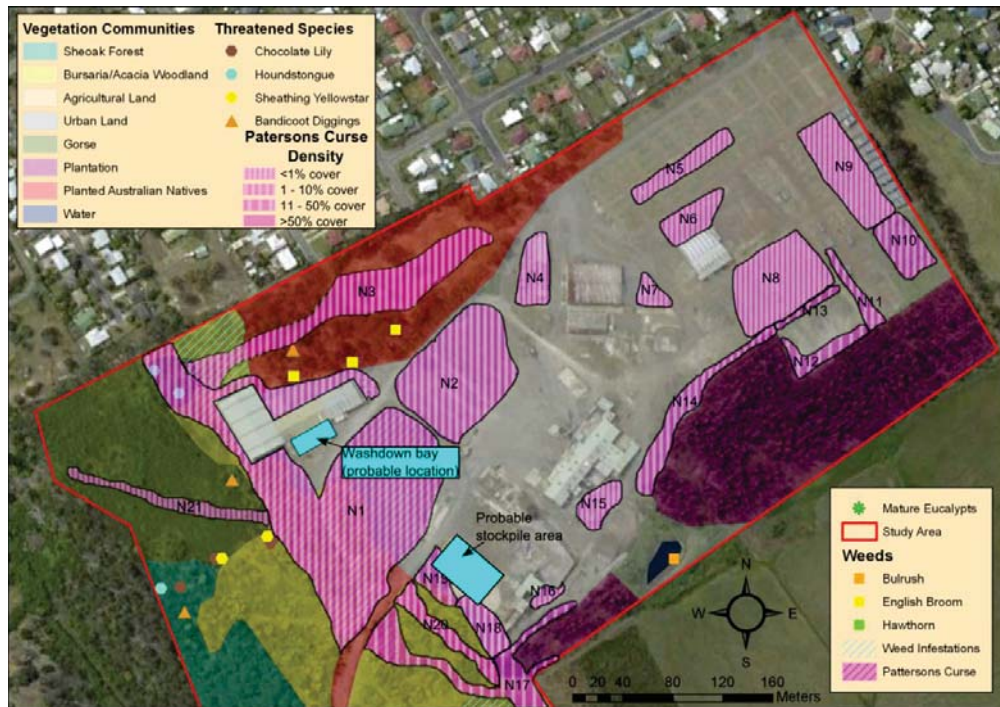 Vegetation Communities
Sheoak Forest
Bursaria/Acacia Woodland
Agricultural Land
Urban Land
Gorse
Plantation
Planted Australian Natives
Water
Threatened Species
Chocolate Lily
Houndstongue
Sheathing Yellowstar
Bandicoot Diggings
Patersons Curse
Density
<1% cover
1 - 10% cover
11 - 50% cover
>50% cover
N5
N9
N6
N10
N3
N4
N7
N8
N11
N13
N12
N2
N14
Washdown bay
(probable location)
N1
N21
N15
Probable
stockpile area
N19
N16
N20
N18
N17
Mature Eucalypts
Study Area
Weeds
Bulrush
English Broom
Hawthorn
Weed Infestations
Pattersons Curse
N
W E
S
0 20 40 80 120 160
Meters